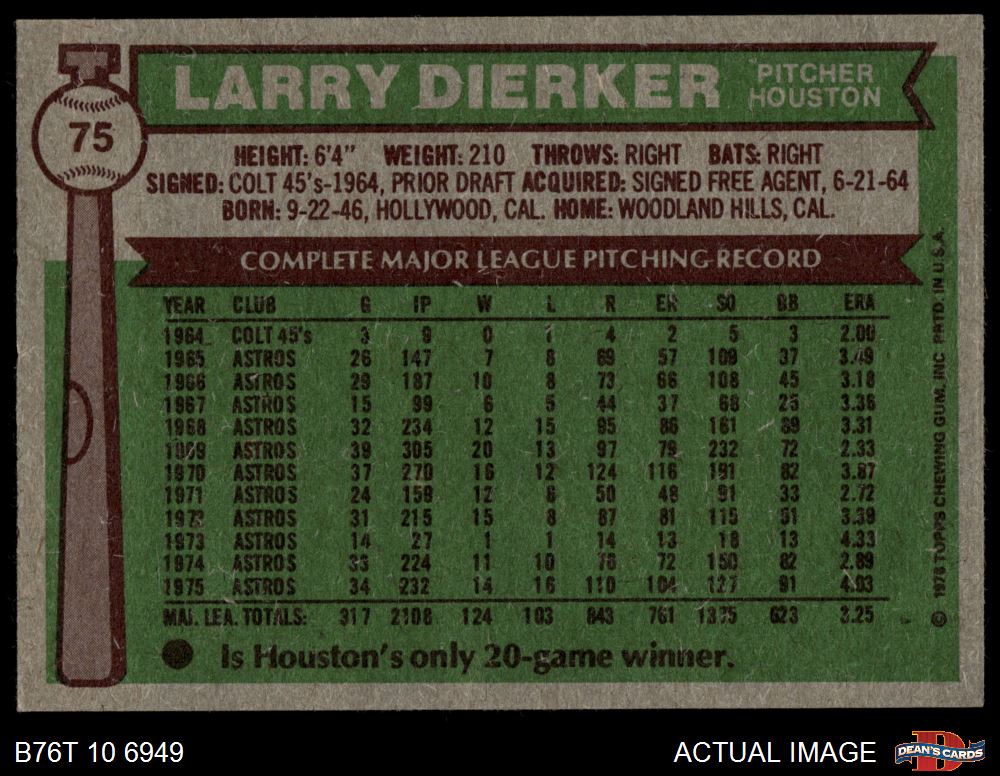 75
LARRY DIERKER
PITCHER
HOUSTON
HEIGHT: 6'4" WEIGHT: 210 THROWS: RIGHT BATS: RIGHT
SIGNED: COLT 45's-1964, PRIOR DRAFT ACQUIRED: SIGNED FREE AGENT, 6-21-64
BORN: 9-22-46, HOLLYWOOD, CAL. HOME: WOODLAND HILLS, CAL.
COMPLETE MAJOR LEAGUE PITCHING RECORD
YEAR CLUB G IP W L R ER SO BB ERA
1964 COLT 45's 3 9 0 1 4 2 5 3 2.00
1965 ASTROS 26 147 7 8 69 57 109 37 3.49
1966 ASTROS 29 187 10 8 73 66 108 45 3.18
1967 ASTROS 15 99 6 5 44 37 68 25 3.36
1968 ASTROS 32 234 12 15 95 86 161 89 3.31
1969 ASTROS 39 305 20 13 97 79 232 72 2.33
1970 ASTROS 37 270 16 12 124 116 191 82 3.87
1971 ASTROS 24 159 12 6 50 48 91 33 2.72
1972 ASTROS 31 215 15 8 87 81 115 51 3.39
1973 ASTROS 14 27 1 1 14 13 18 13 4.33
1974 ASTROS 33 224 11 10 76 72 150 82 2.89
1975 ASTROS 34 232 14 16 110 104 127 91 4.03
MAJ. LEA. TOTALS: 317 2108 124 103 843 761 1375 623 3.25
Is Houston's only 20-game winner.
© 1976 TOPPS CHEWING GUM, INC. PRTD. IN U.S.A.
B76T 10 6949
ACTUAL IMAGE
DEAN'S CARDS